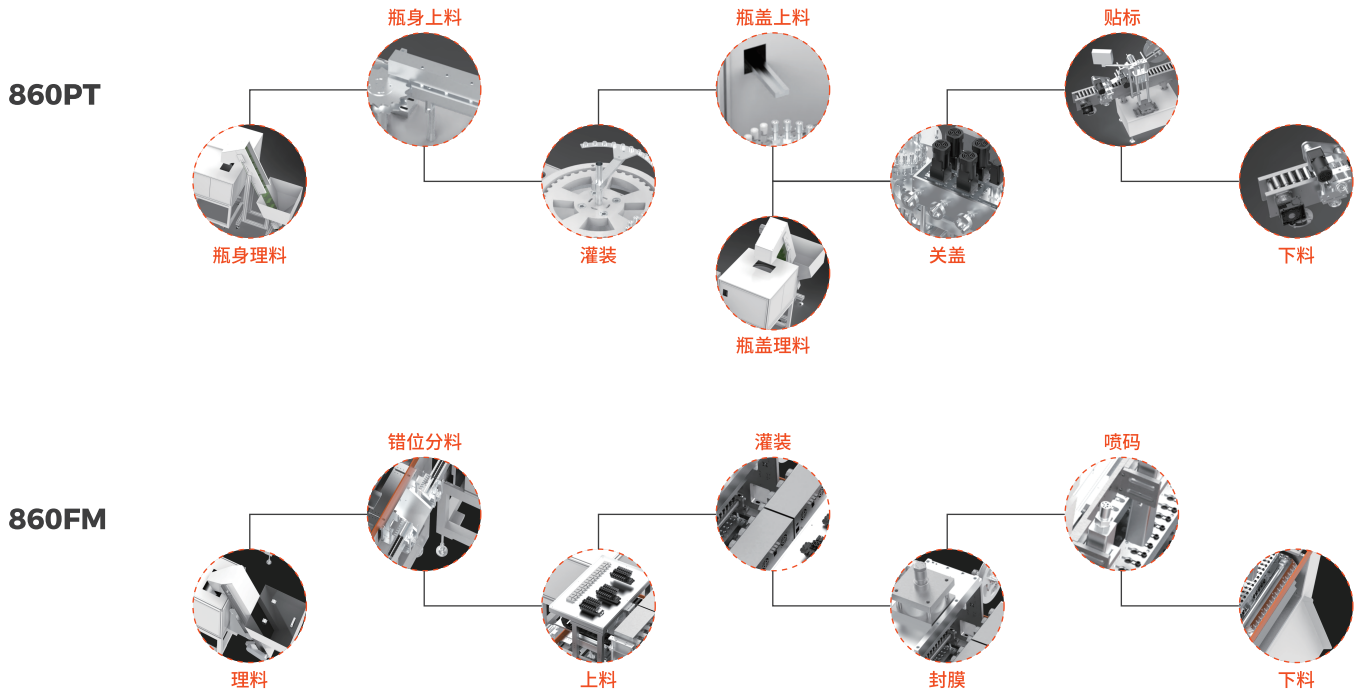 瓶身上料
瓶盖上料
贴标
860PT
瓶身理料
灌装
关盖
下料
瓶盖理料
错位分料
灌装
喷码
860FM
理料
上料
封膜
下料